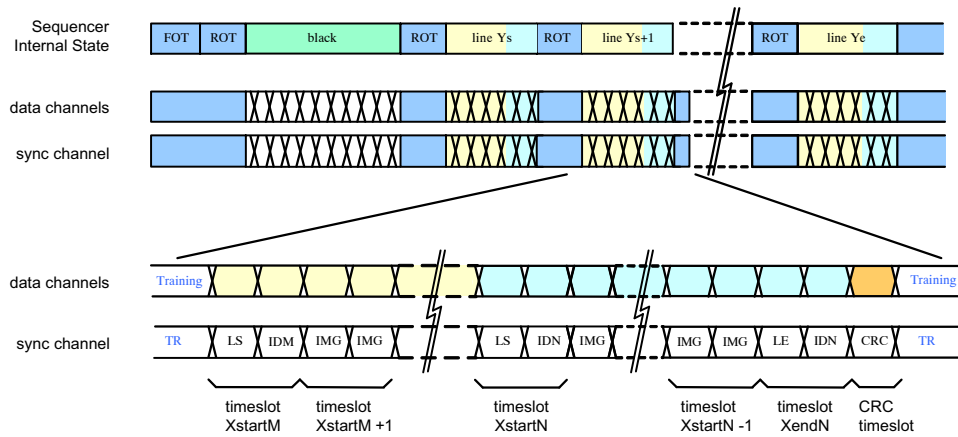 Sequencer
Internal State
FOT ROT black ROT line Ys ROT line Ys+1 ROT line Ye
data channels
sync channel
data channels
Training Training
sync channel
TR LS IDM IMG IMG LS IDN IMG IMG IMG LE IDN CRC TR
timeslot timeslot timeslot timeslot timeslot CRC
XstartM XstartM +1 XstartN XstartN -1 XendN timeslot